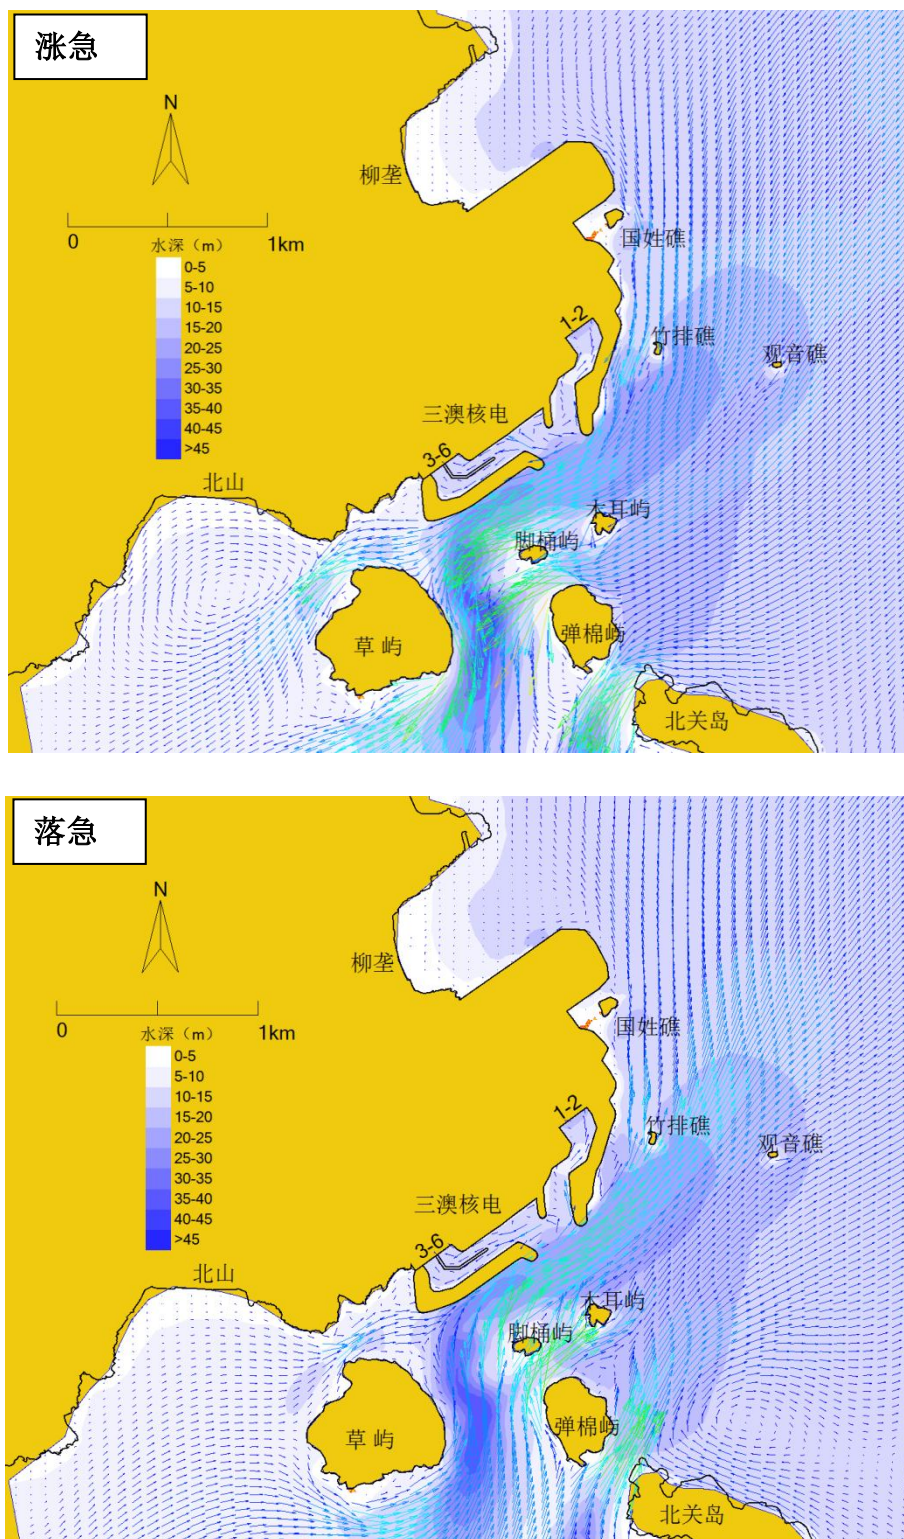 涨急
N
柳垄
0
1km
国姓礁
水深（m）
0-5
5-10
10-15
15-20
20-25
25-30
30-35
35-40
40-45
>45
1-2
竹排礁
观音礁
三澳核电
3-6
北山
木耳屿
脚桶屿
草屿
弹棉屿
北关岛
落急
N
柳垄
0
1km
国姓礁
水深（m）
0-5
5-10
10-15
15-20
20-25
25-30
30-35
35-40
40-45
>45
1-2
竹排礁
观音礁
三澳核电
3-6
北山
木耳屿
脚桶屿
草屿
弹棉屿
北关岛